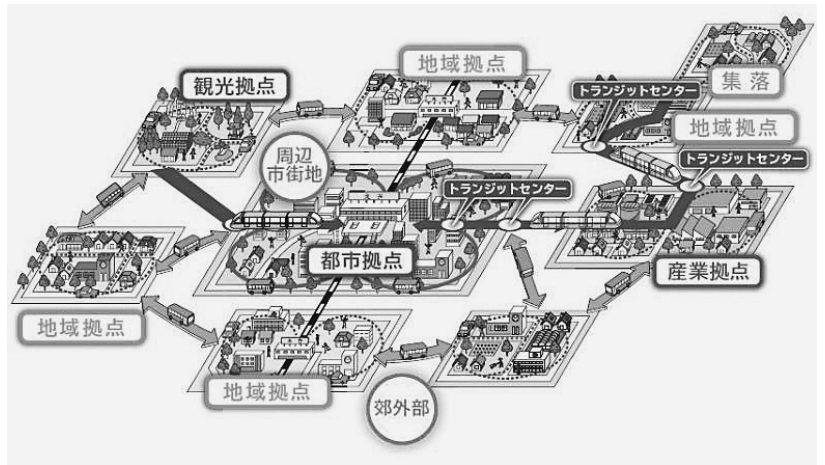 地域拠点
観光拠点
集落
トランジットセンター
地域拠点
周辺
市街地
トランジットセンター
トランジットセンター
都市拠点
産業拠点
地域拠点
地域拠点
郊外部